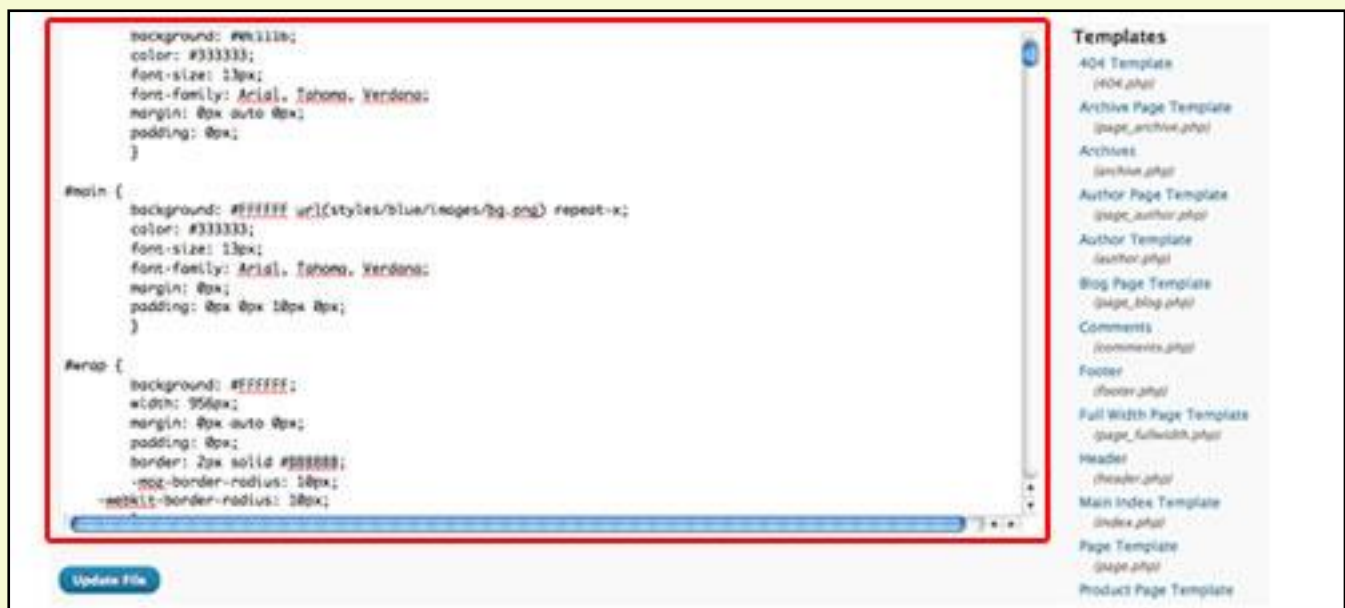 color: #333333;
font-size: 13px;
font-family: Arial, Tahoma, Verdana;
margin: 0px auto 0px;
padding: 0px;
}
#main {
background: #FFFFFF url(styles/blue/images/bg.png) repeat-x;
color: #333333;
font-size: 13px;
font-family: Arial, Tahoma, Verdana;
margin: 0px;
padding: 0px 0px 10px 0px;
}
#wrap {
background: #FFFFFF;
width: 956px;
margin: 0px auto 0px;
padding: 0px;
border: 2px solid #BBBBBB;
-moz-border-radius: 10px;
-webkit-border-radius: 10px;
Update File
Templates
404 Template
(404.php)
Archive Page Template
(page_archive.php)
Archives
(archive.php)
Author Page Template
(page_author.php)
Author Template
(author.php)
Blog Page Template
(page_blog.php)
Comments
(comments.php)
Footer
(footer.php)
Full Width Page Template
(page_fullwidth.php)
Header
(header.php)
Main Index Template
(index.php)
Page Template
(page.php)
Product Page Template